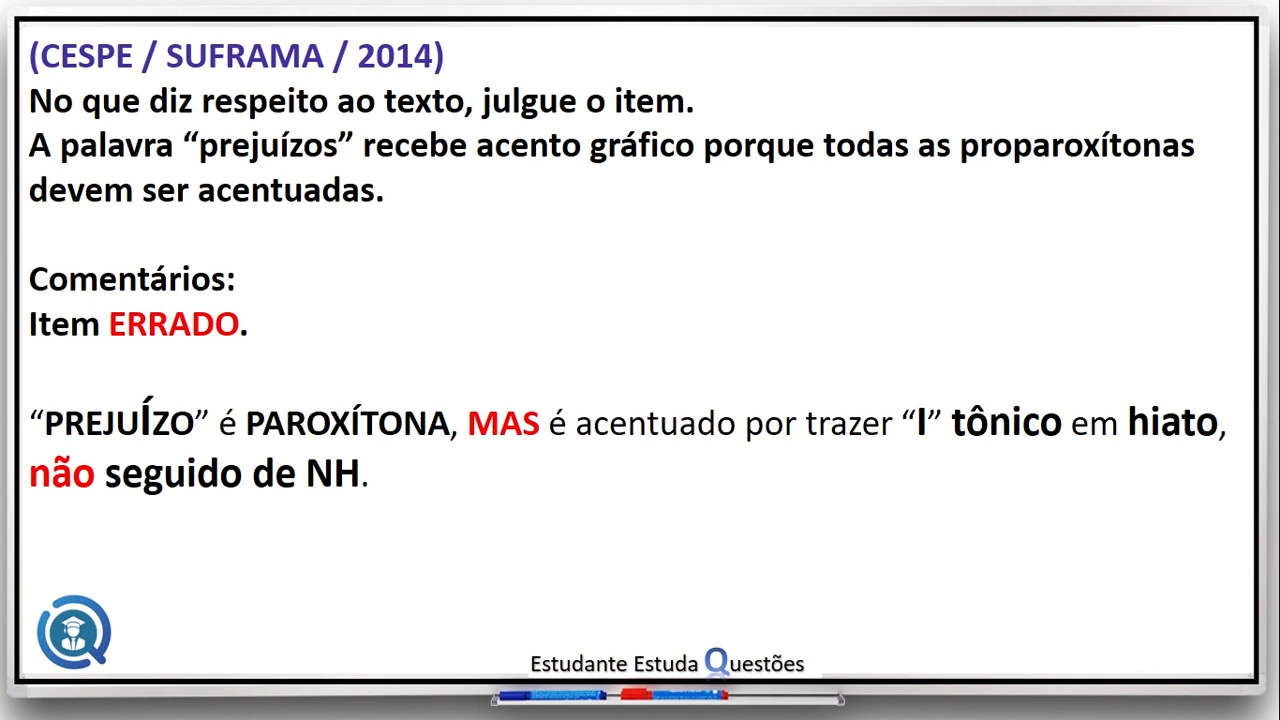 (CESPE / SUFRAMA / 2014)
No que diz respeito ao texto, julgue o item.
A palavra “prejuízos” recebe acento gráfico porque todas as proparoxítonas
devem ser acentuadas.
Comentários:
Item ERRADO.
“PREJUÍZO” é PAROXÍTONA, MAS é acentuado por trazer “I” tônico em hiato,
não seguido de NH.
Estudante Estuda Questões